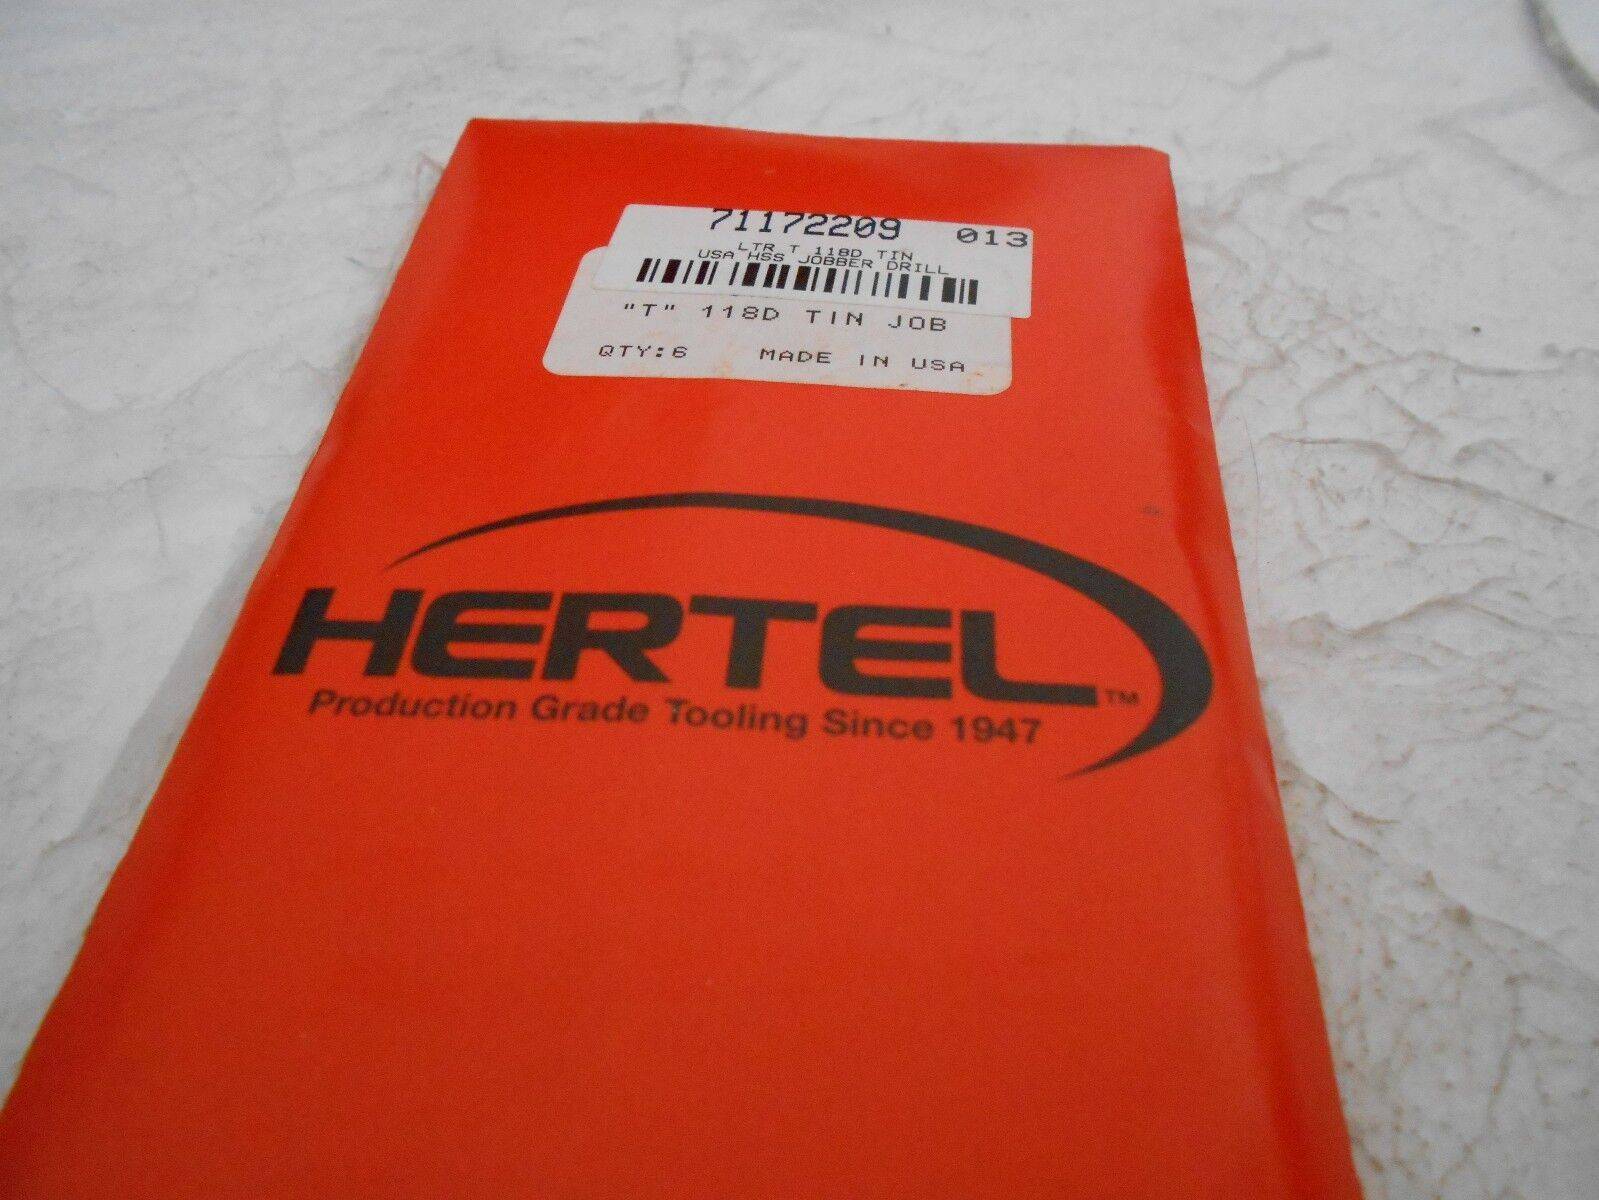 71172209 013
LTR T 118D TIN
USA HSS JOBBER DRILL
"T" 118D TIN JOB
QTY:6 MADE IN USA
HERTEL™
Production Grade Tooling Since 1947